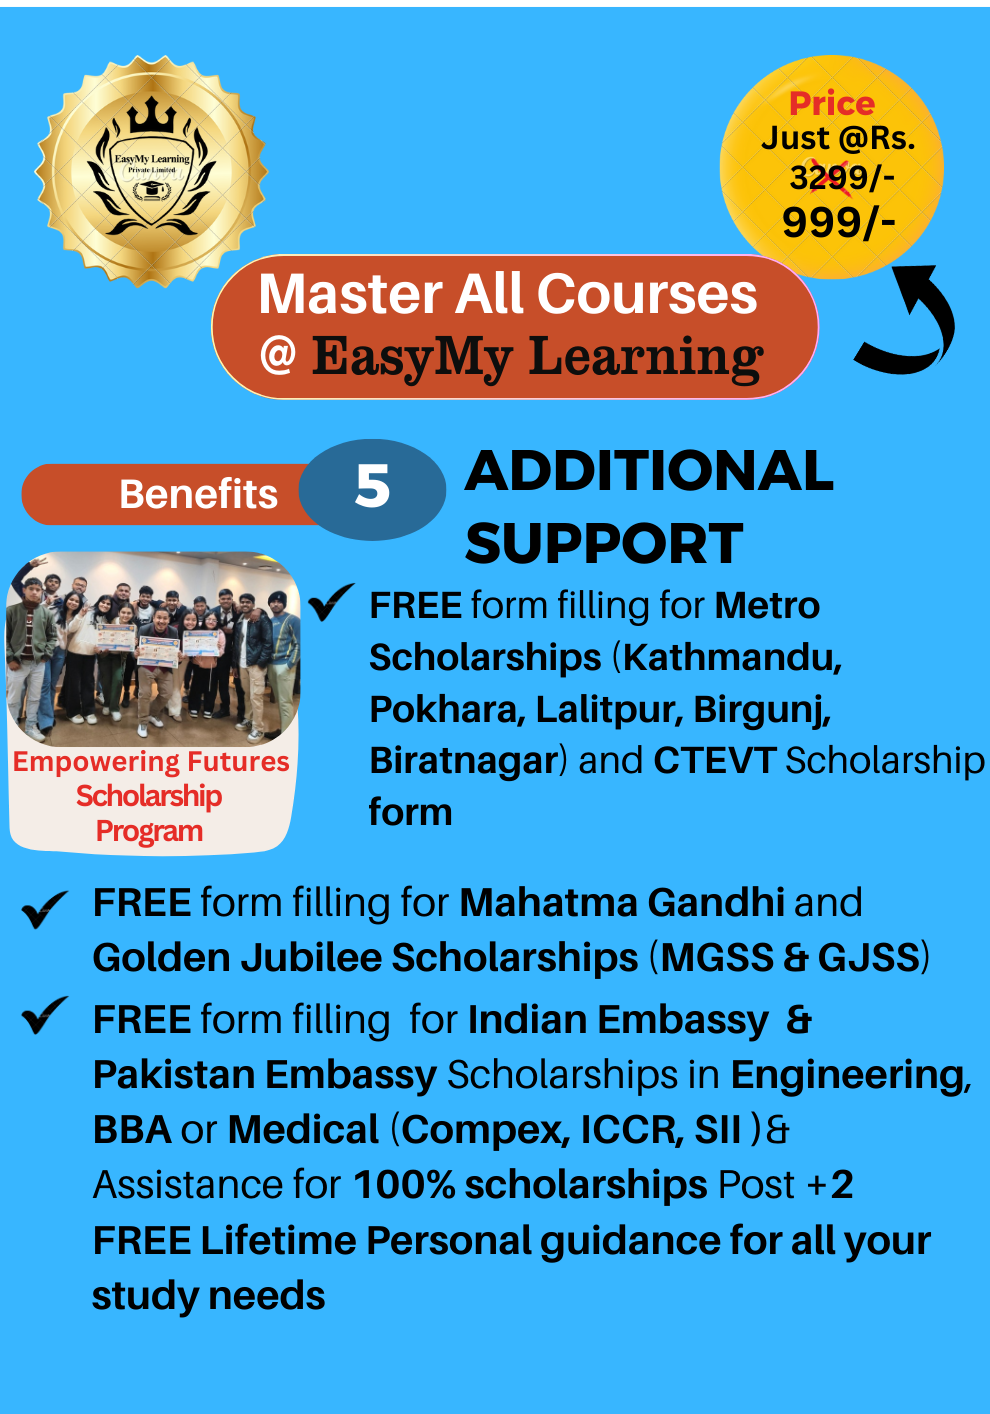 EasyMy Learning
Private Limited
Canva
Price
Just @Rs.
3299/-
999/-
Master All Courses
@ EasyMy Learning
Benefits
5
ADDITIONAL
SUPPORT
FREE form filling for Metro
Scholarships (Kathmandu,
Pokhara, Lalitpur, Birgunj,
Biratnagar) and CTEVT Scholarship
form
Empowering Futures
Scholarship
Program
FREE form filling for Mahatma Gandhi and
Golden Jubilee Scholarships (MGSS & GJSS)
FREE form filling for Indian Embassy &
Pakistan Embassy Scholarships in Engineering,
BBA or Medical (Compex, ICCR, SII )&
Assistance for 100% scholarships Post +2
FREE Lifetime Personal guidance for all your
study needs